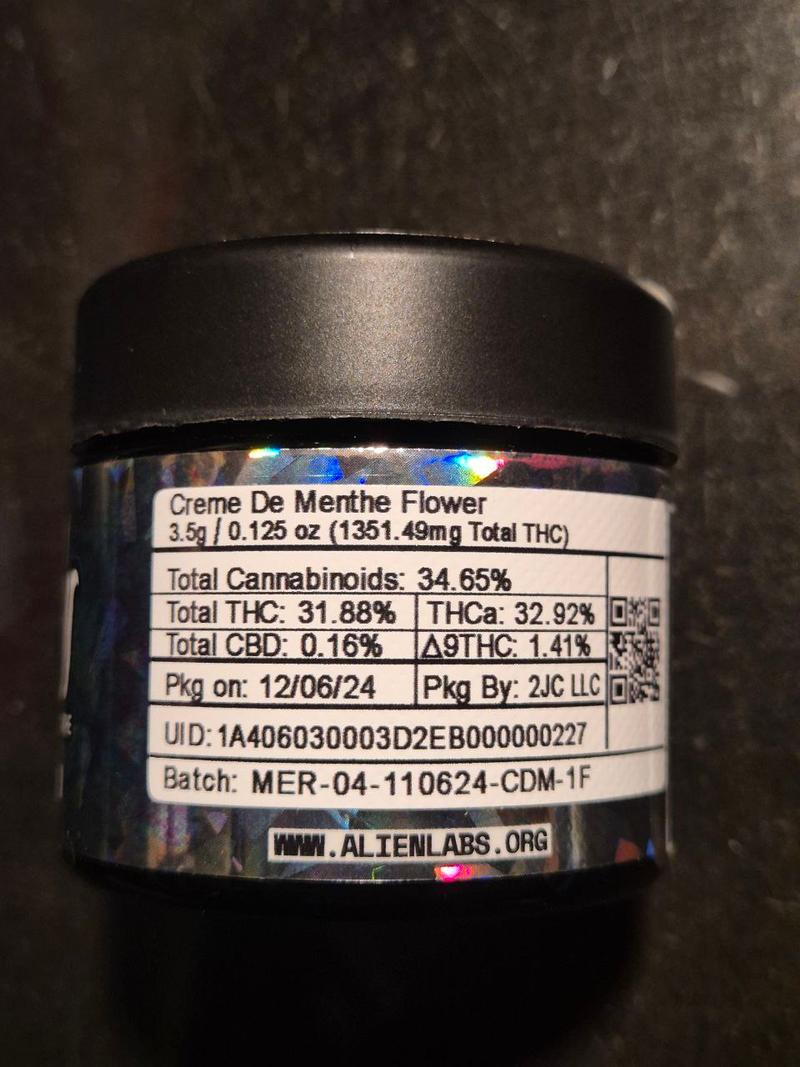 Creme De Menthe Flower
3.5g / 0.125 oz (1351.49mg Total THC)
Total Cannabinoids: 34.65%
Total THC: 31.88% THCa: 32.92%
Total CBD: 0.16% Δ9THC: 1.41%
Pkg on: 12/06/24 Pkg By: 2JC LLC
UID: 1A406030003D2EB000000227
Batch: MER-04-110624-CDM-1F
WWW.ALIENLABS.ORG